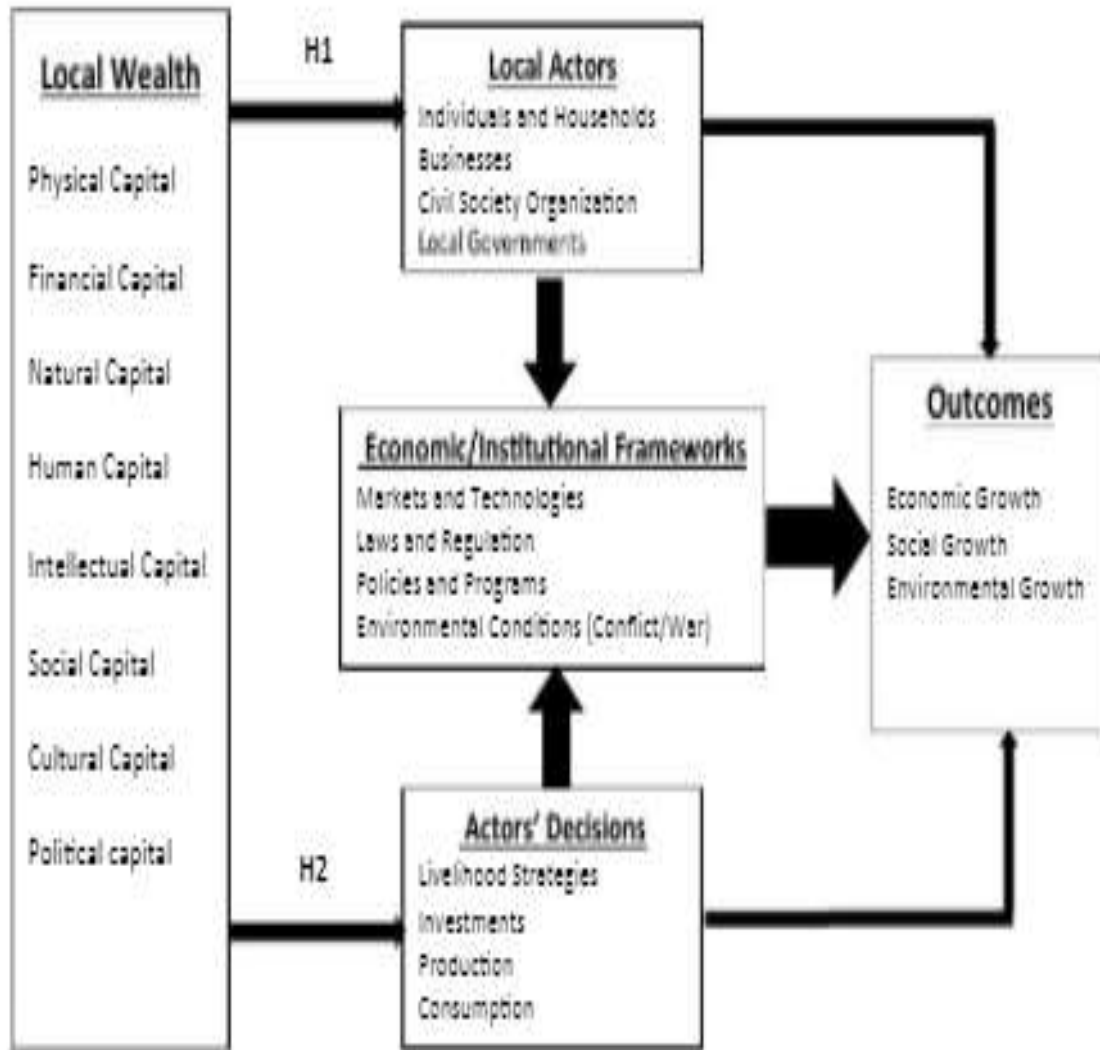 Local Wealth
Physical Capital
Financial Capital
Natural Capital
Human Capital
Intellectual Capital
Social Capital
Cultural Capital
Political capital
H1
H2
Local Actors
Individuals and Households
Businesses
Civil Society Organization
Local Governments
Economic/Institutional Frameworks
Markets and Technologies
Laws and Regulation
Policies and Programs
Environmental Conditions (Conflict/War)
Actors' Decisions
Livelihood Strategies
Investments
Production
Consumption
Outcomes
Economic Growth
Social Growth
Environmental Growth